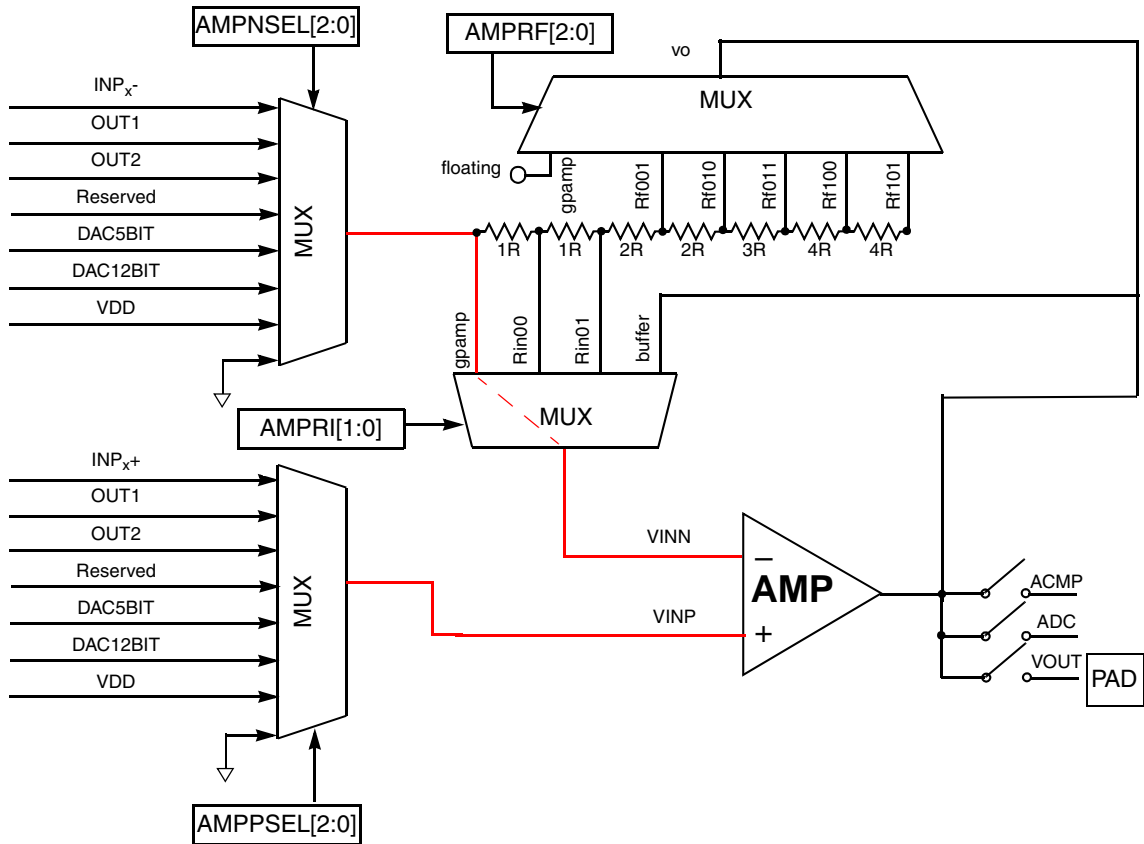 AMPNSEL[2:0]
AMPRF[2:0]
vo
INPx-
OUT1
OUT2
Reserved
DAC5BIT
DAC12BIT
VDD
MUX
MUX
floating
gpamp
Rf001
Rf010
Rf011
Rf100
Rf101
1R
1R
2R
2R
3R
4R
4R
gpamp
Rin00
Rin01
buffer
MUX
AMPRI[1:0]
INPx+
OUT1
OUT2
Reserved
DAC5BIT
DAC12BIT
VDD
MUX
VINN
VINP
−
AMP
+
ACMP
ADC
VOUT
PAD
AMPPSEL[2:0]